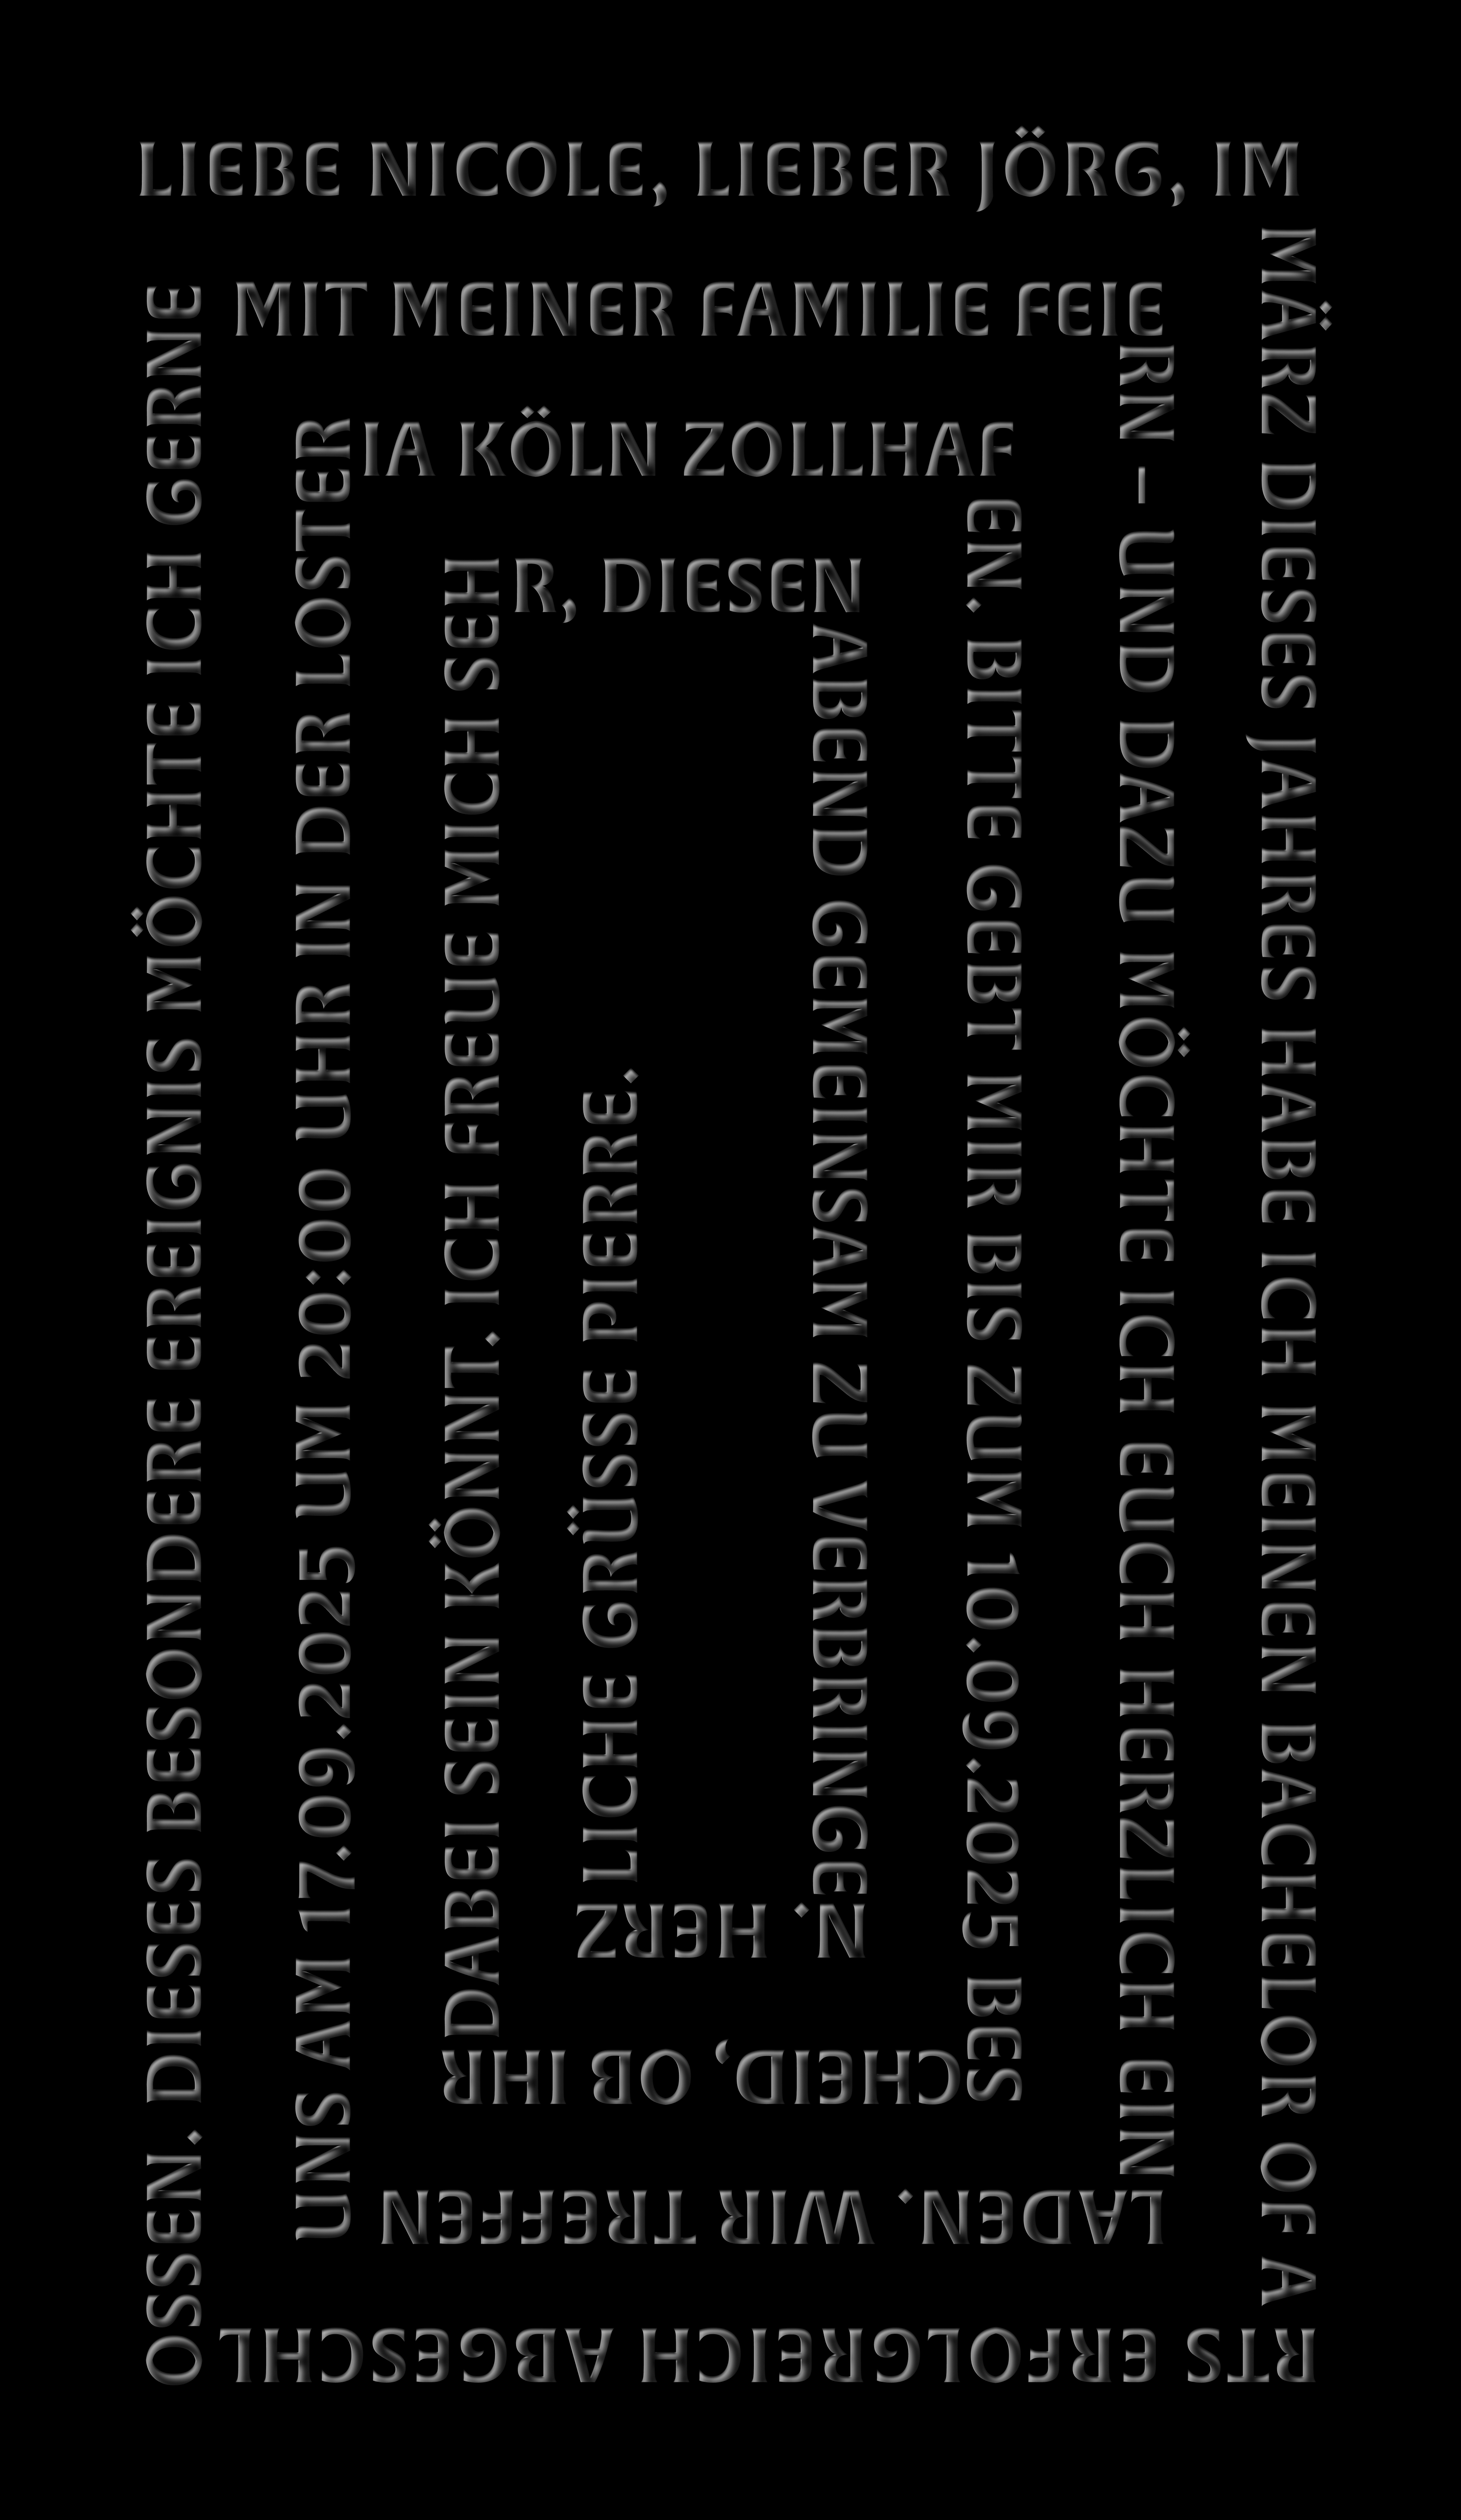 LIEBE NICOLE, LIEBER JÖRG, IM
MÄRZ DIESES JAHRES HABE ICH MEINEN BACHELOR OF A
RTS ERFOLGREICH ABGESCHL
OSSEN. DIESES BESONDERE EREIGNIS MÖCHTE ICH GERNE
MIT MEINER FAMILIE FEIE
RN – UND DAZU MÖCHTE ICH EUCH HERZLICH EIN
LADEN. WIR TREFFEN
UNS AM 17.09.2025 UM 20:00 UHR IN DER LOSTER
IA KÖLN ZOLLHAF
EN. BITTE GEBT MIR BIS ZUM 10.09.2025 BES
CHEID, OB IHR
DABEI SEIN KÖNNT. ICH FREUE MICH SEH
R, DIESEN
ABEND GEMEINSAM ZU VERBRINGE
N. HERZ
LICHE GRÜSSE PIERRE.